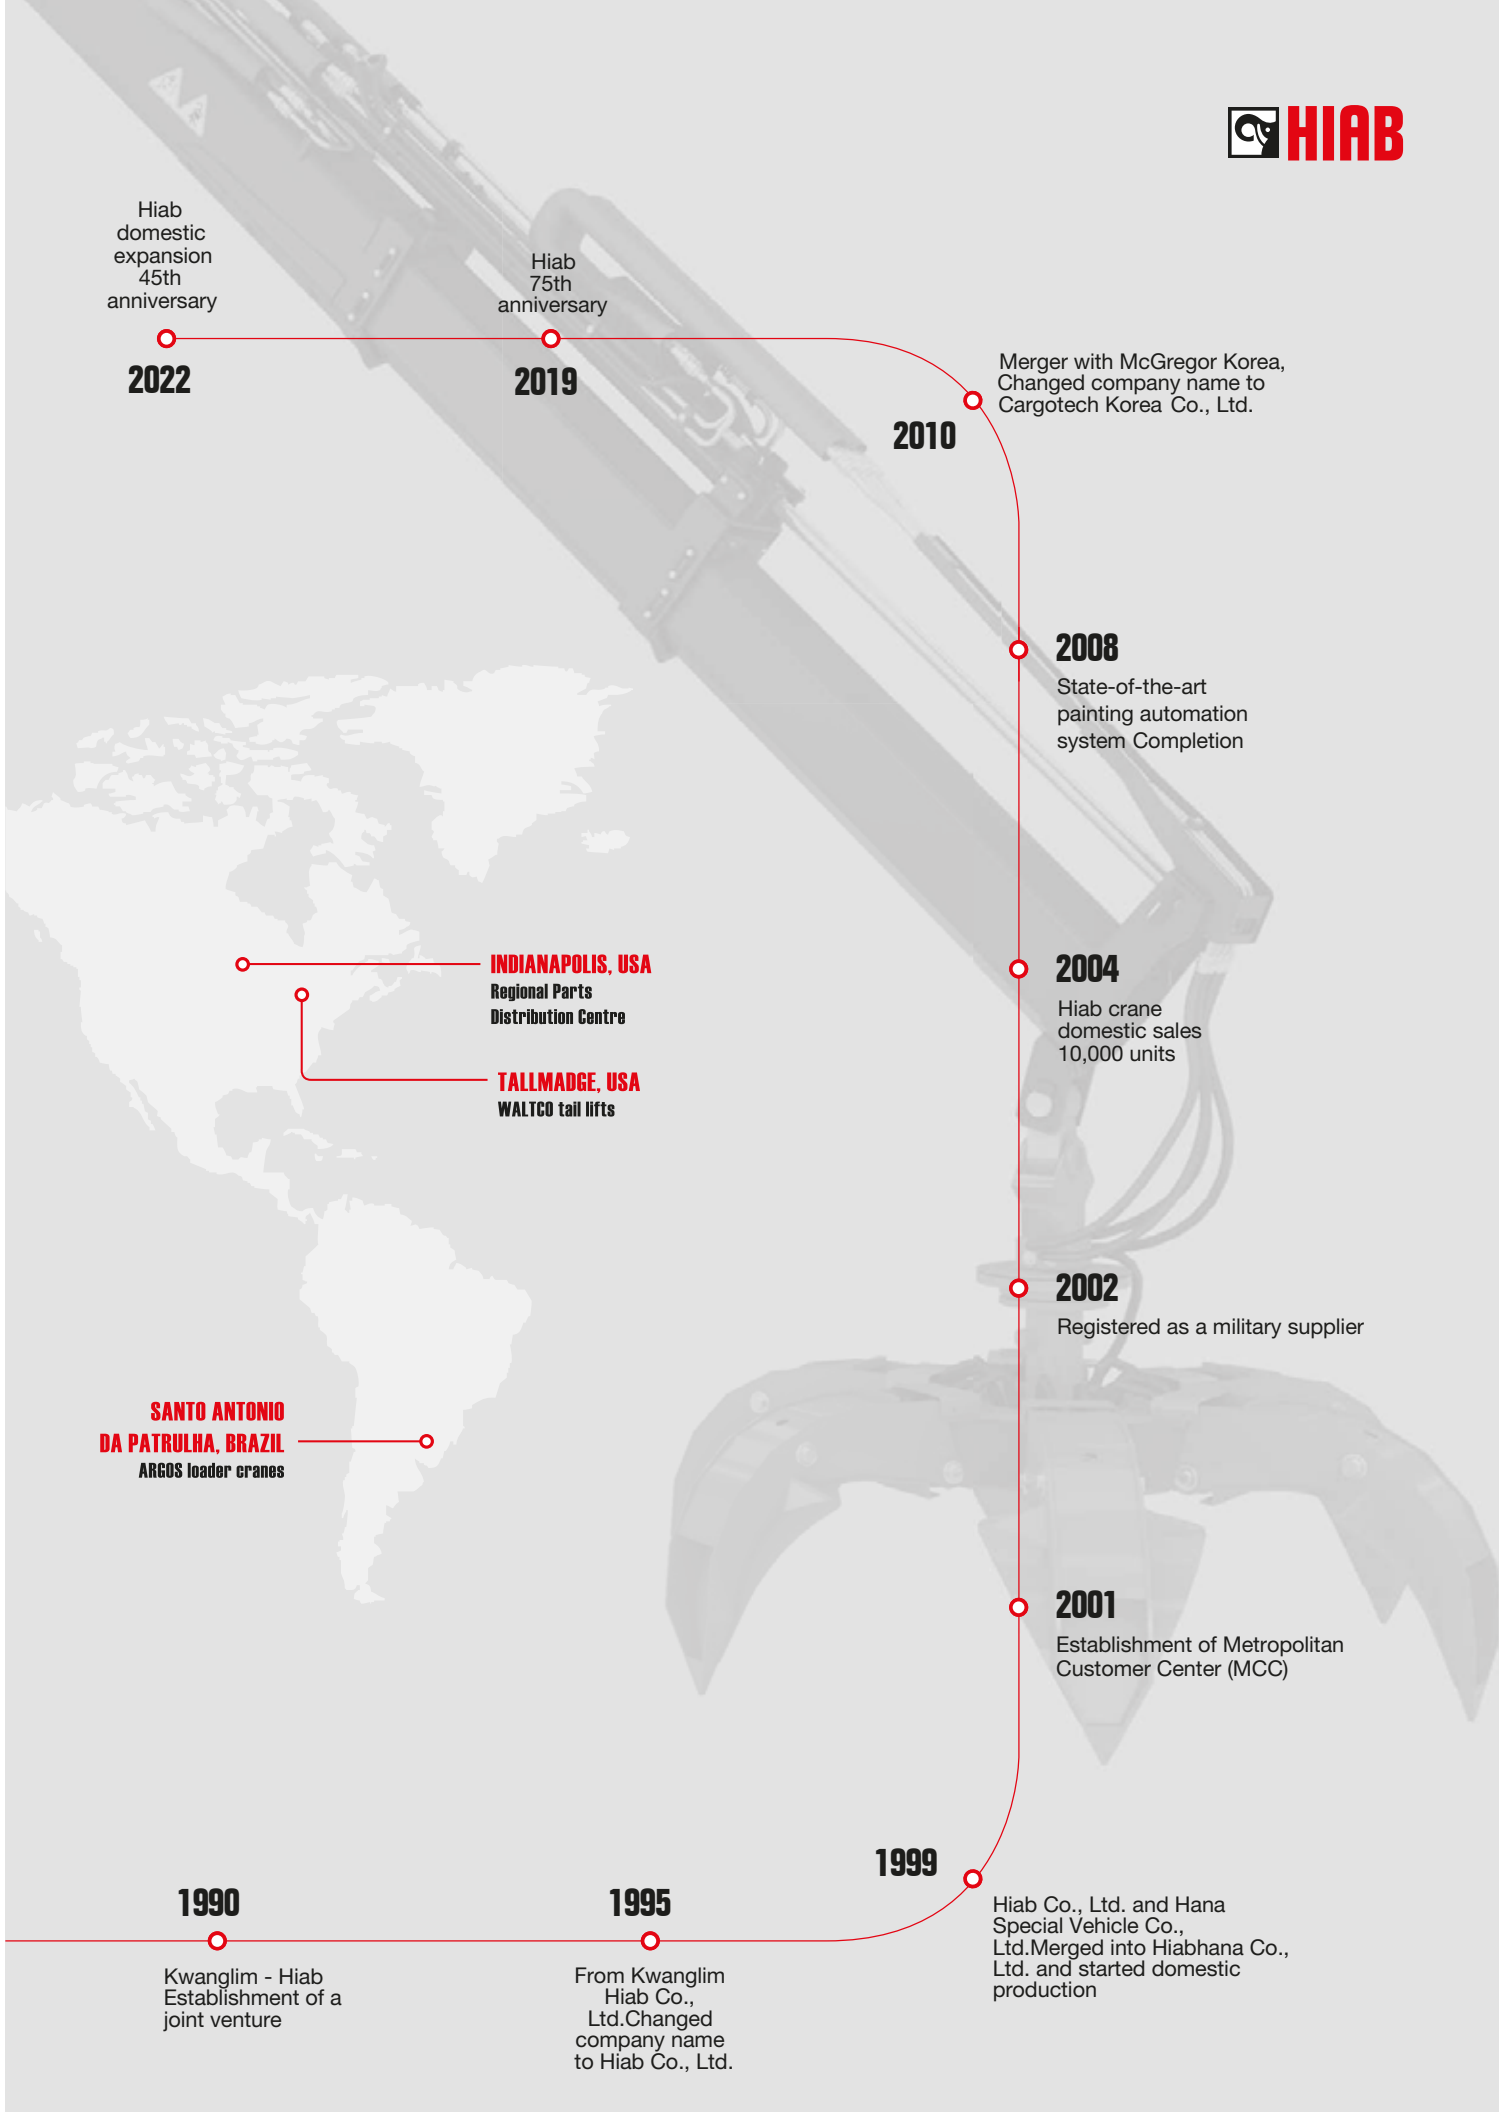 HIAB
Hiab
domestic
expansion
45th
anniversary
2022
Hiab
75th
anniversary
2019
Merger with McGregor Korea,
Changed company name to
Cargotech Korea Co., Ltd.
2010
2008
State-of-the-art
painting automation
system Completion
INDIANAPOLIS, USA
Regional Parts
Distribution Centre
TALLMADGE, USA
WALTCO tail lifts
2004
Hiab crane
domestic sales
10,000 units
2002
Registered as a military supplier
SANTO ANTONIO
DA PATRULHA, BRAZIL
ARGOS loader cranes
2001
Establishment of Metropolitan
Customer Center (MCC)
1999
Hiab Co., Ltd. and Hana
Special Vehicle Co.,
Ltd.Merged into Hiabhana Co.,
Ltd. and started domestic
production
1990
Kwanglim - Hiab
Establishment of a
joint venture
1995
From Kwanglim
Hiab Co.,
Ltd.Changed
company name
to Hiab Co., Ltd.